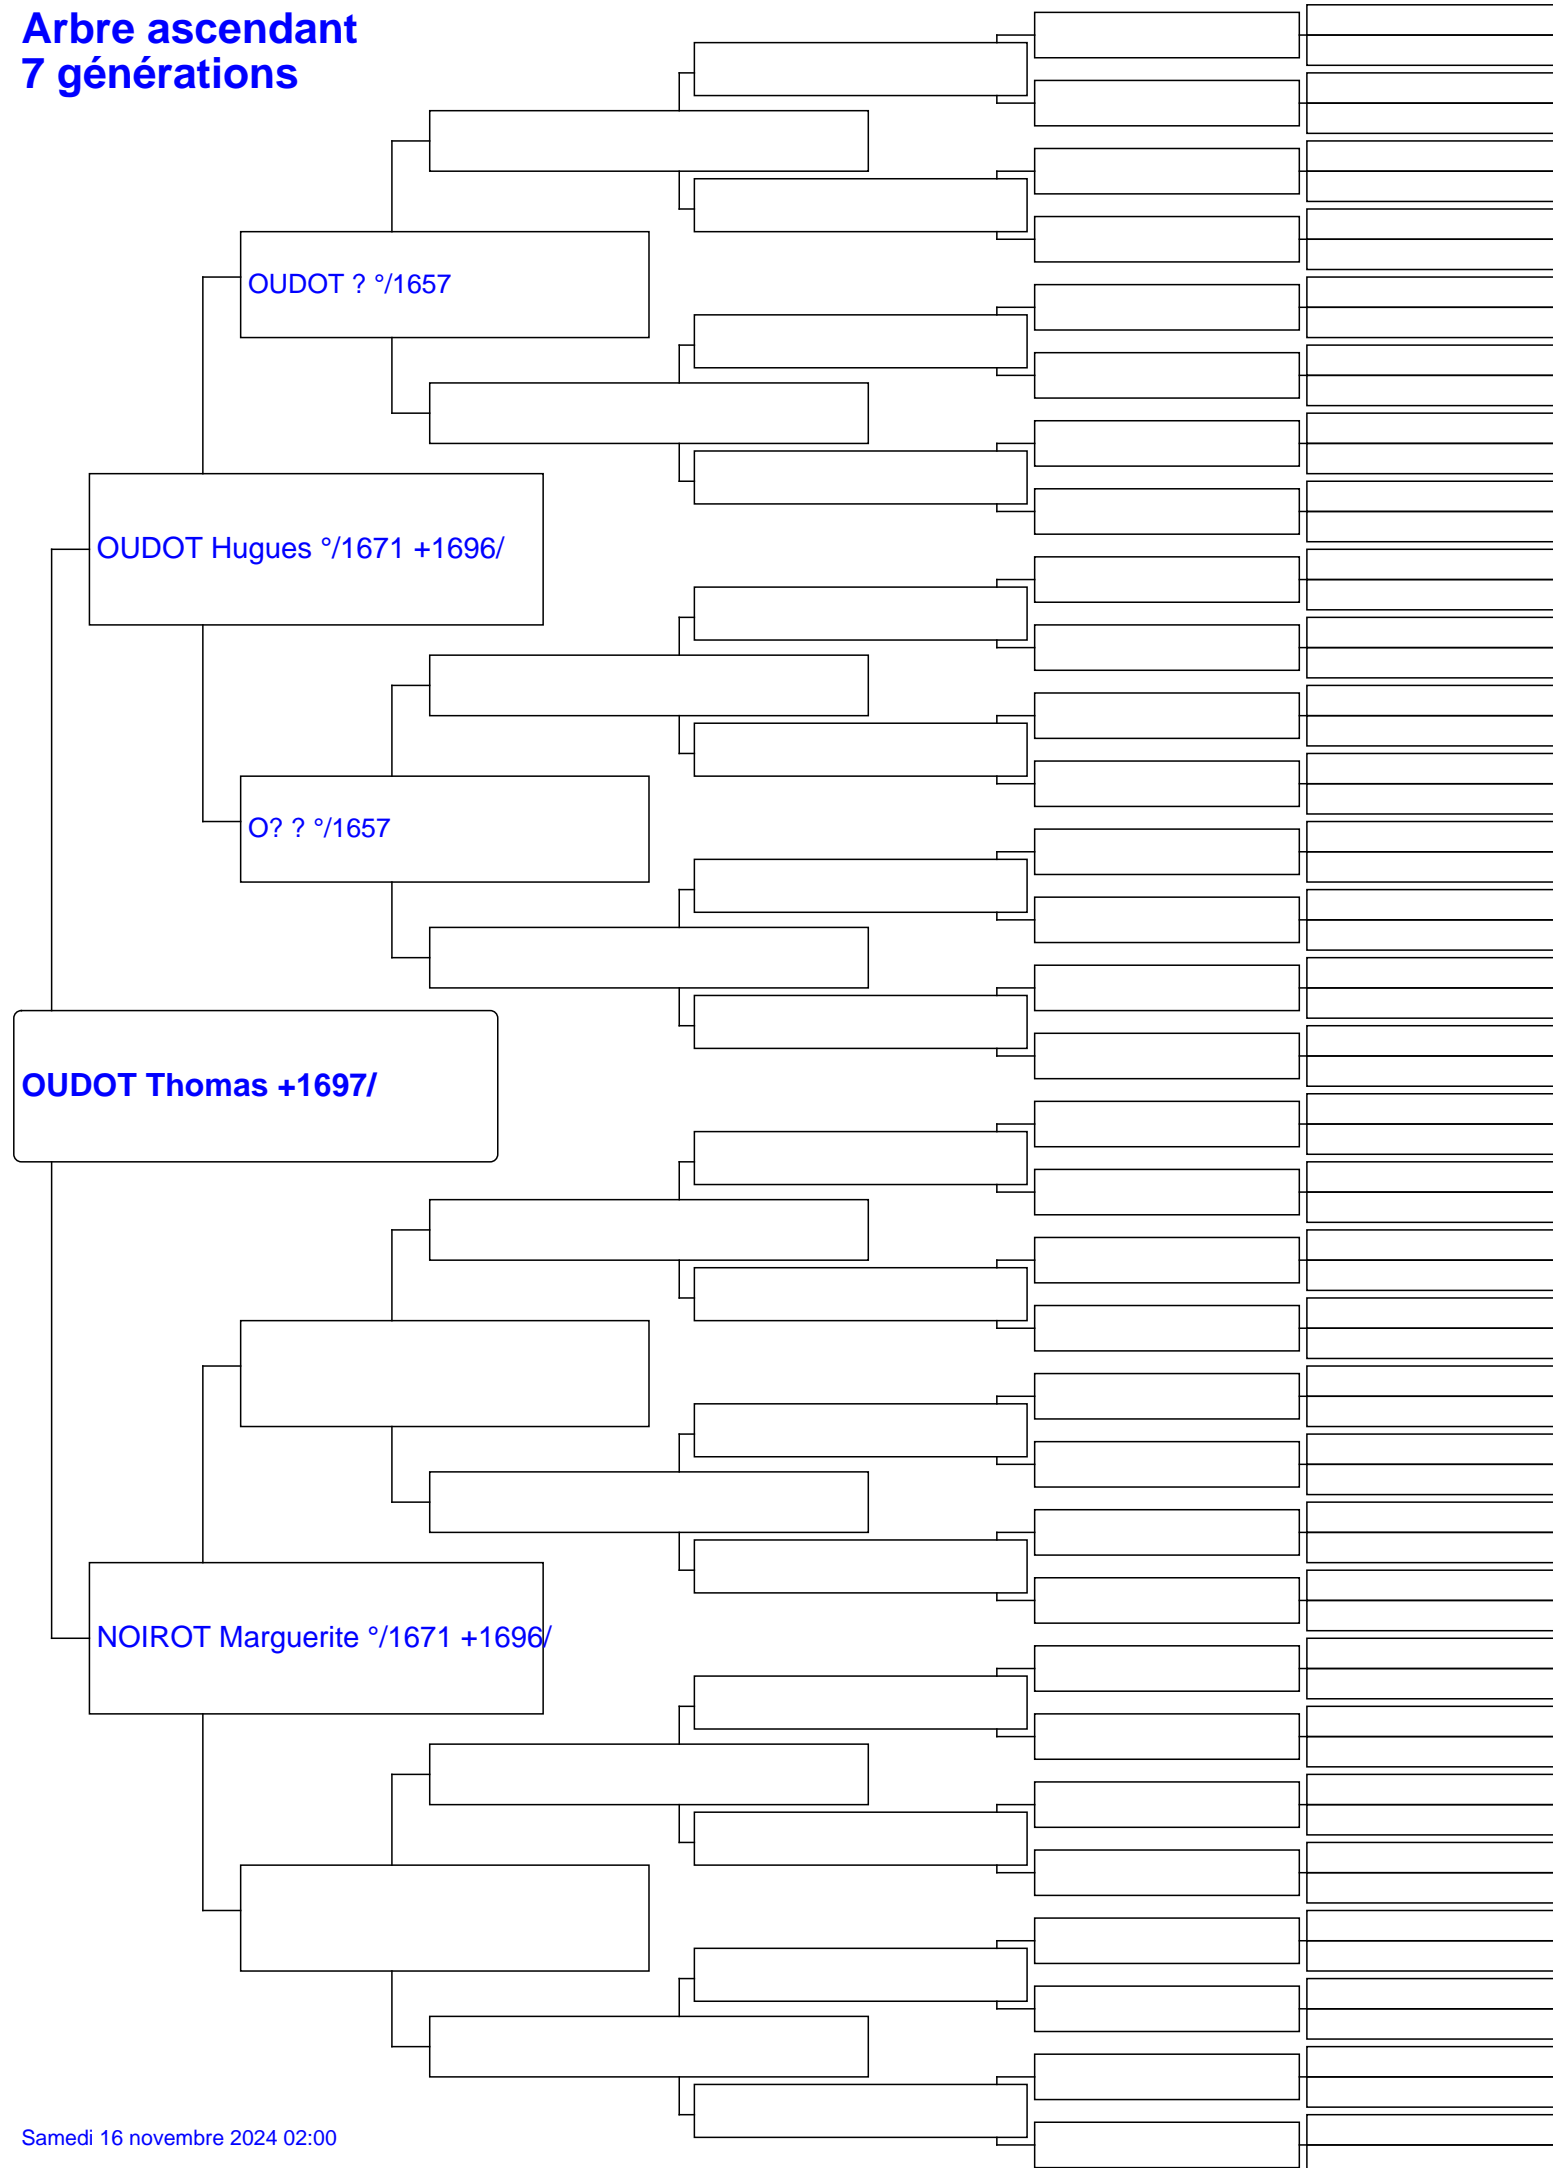 Arbre ascendant
7 générations
OUDOT ? °/1657
OUDOT Hugues °/1671 +1696/
O? ? °/1657
OUDOT Thomas +1697/
NOIROT Marguerite °/1671 +1696/
Samedi 16 novembre 2024 02:00